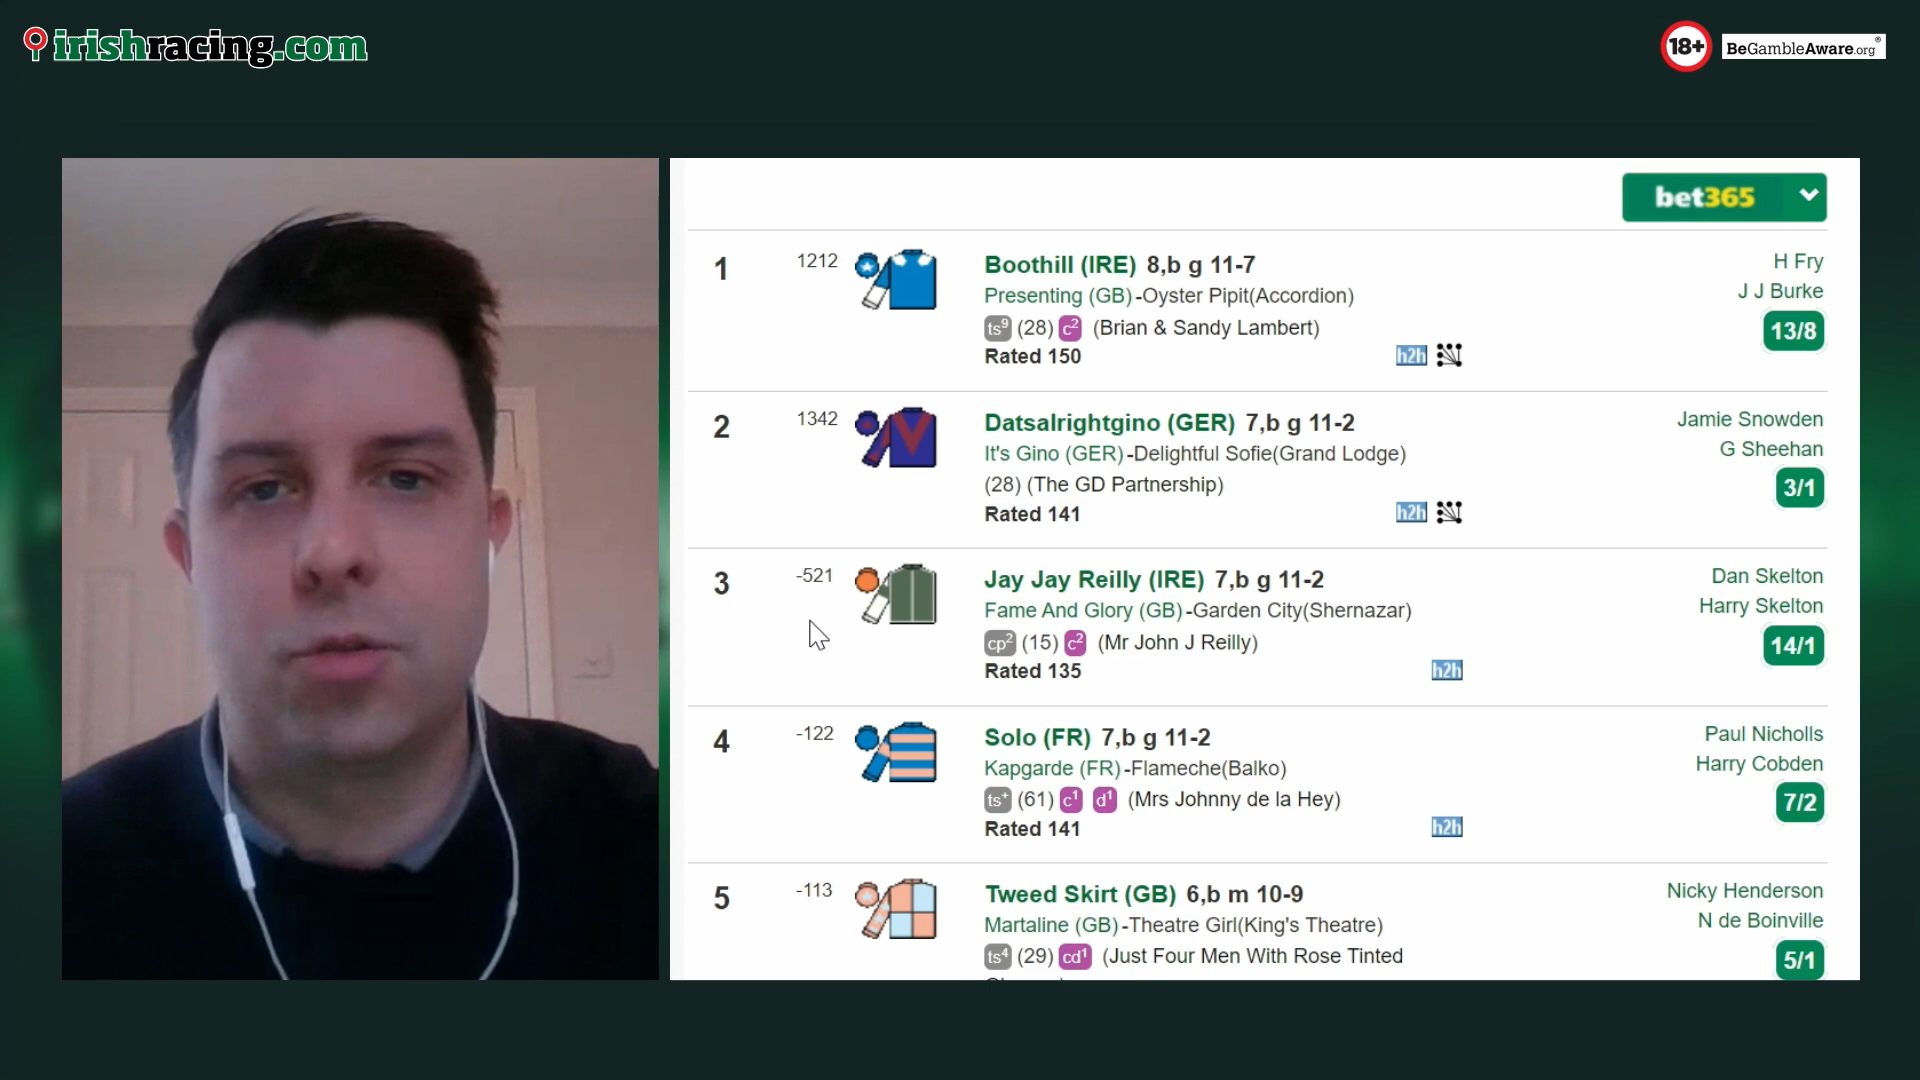 irishracing.com
18+
BeGambleAware.org®
bet365
1
1212
Boothill (IRE) 8,b g 11-7
Presenting (GB)-Oyster Pipit(Accordion)
ts9 (28) c2 (Brian & Sandy Lambert)
Rated 150
h2h
H Fry
J J Burke
13/8
2
1342
Datsalrightgino (GER) 7,b g 11-2
It's Gino (GER)-Delightful Sofie(Grand Lodge)
(28) (The GD Partnership)
Rated 141
h2h
Jamie Snowden
G Sheehan
3/1
3
-521
Jay Jay Reilly (IRE) 7,b g 11-2
Fame And Glory (GB)-Garden City(Shernazar)
cp2 (15) c2 (Mr John J Reilly)
Rated 135
h2h
Dan Skelton
Harry Skelton
14/1
4
-122
Solo (FR) 7,b g 11-2
Kapgarde (FR)-Flameche(Balko)
ts+ (61) c1 d1 (Mrs Johnny de la Hey)
Rated 141
h2h
Paul Nicholls
Harry Cobden
7/2
5
-113
Tweed Skirt (GB) 6,b m 10-9
Martaline (GB)-Theatre Girl(King's Theatre)
ts4 (29) cd1 (Just Four Men With Rose Tinted
Nicky Henderson
N de Boinville
5/1